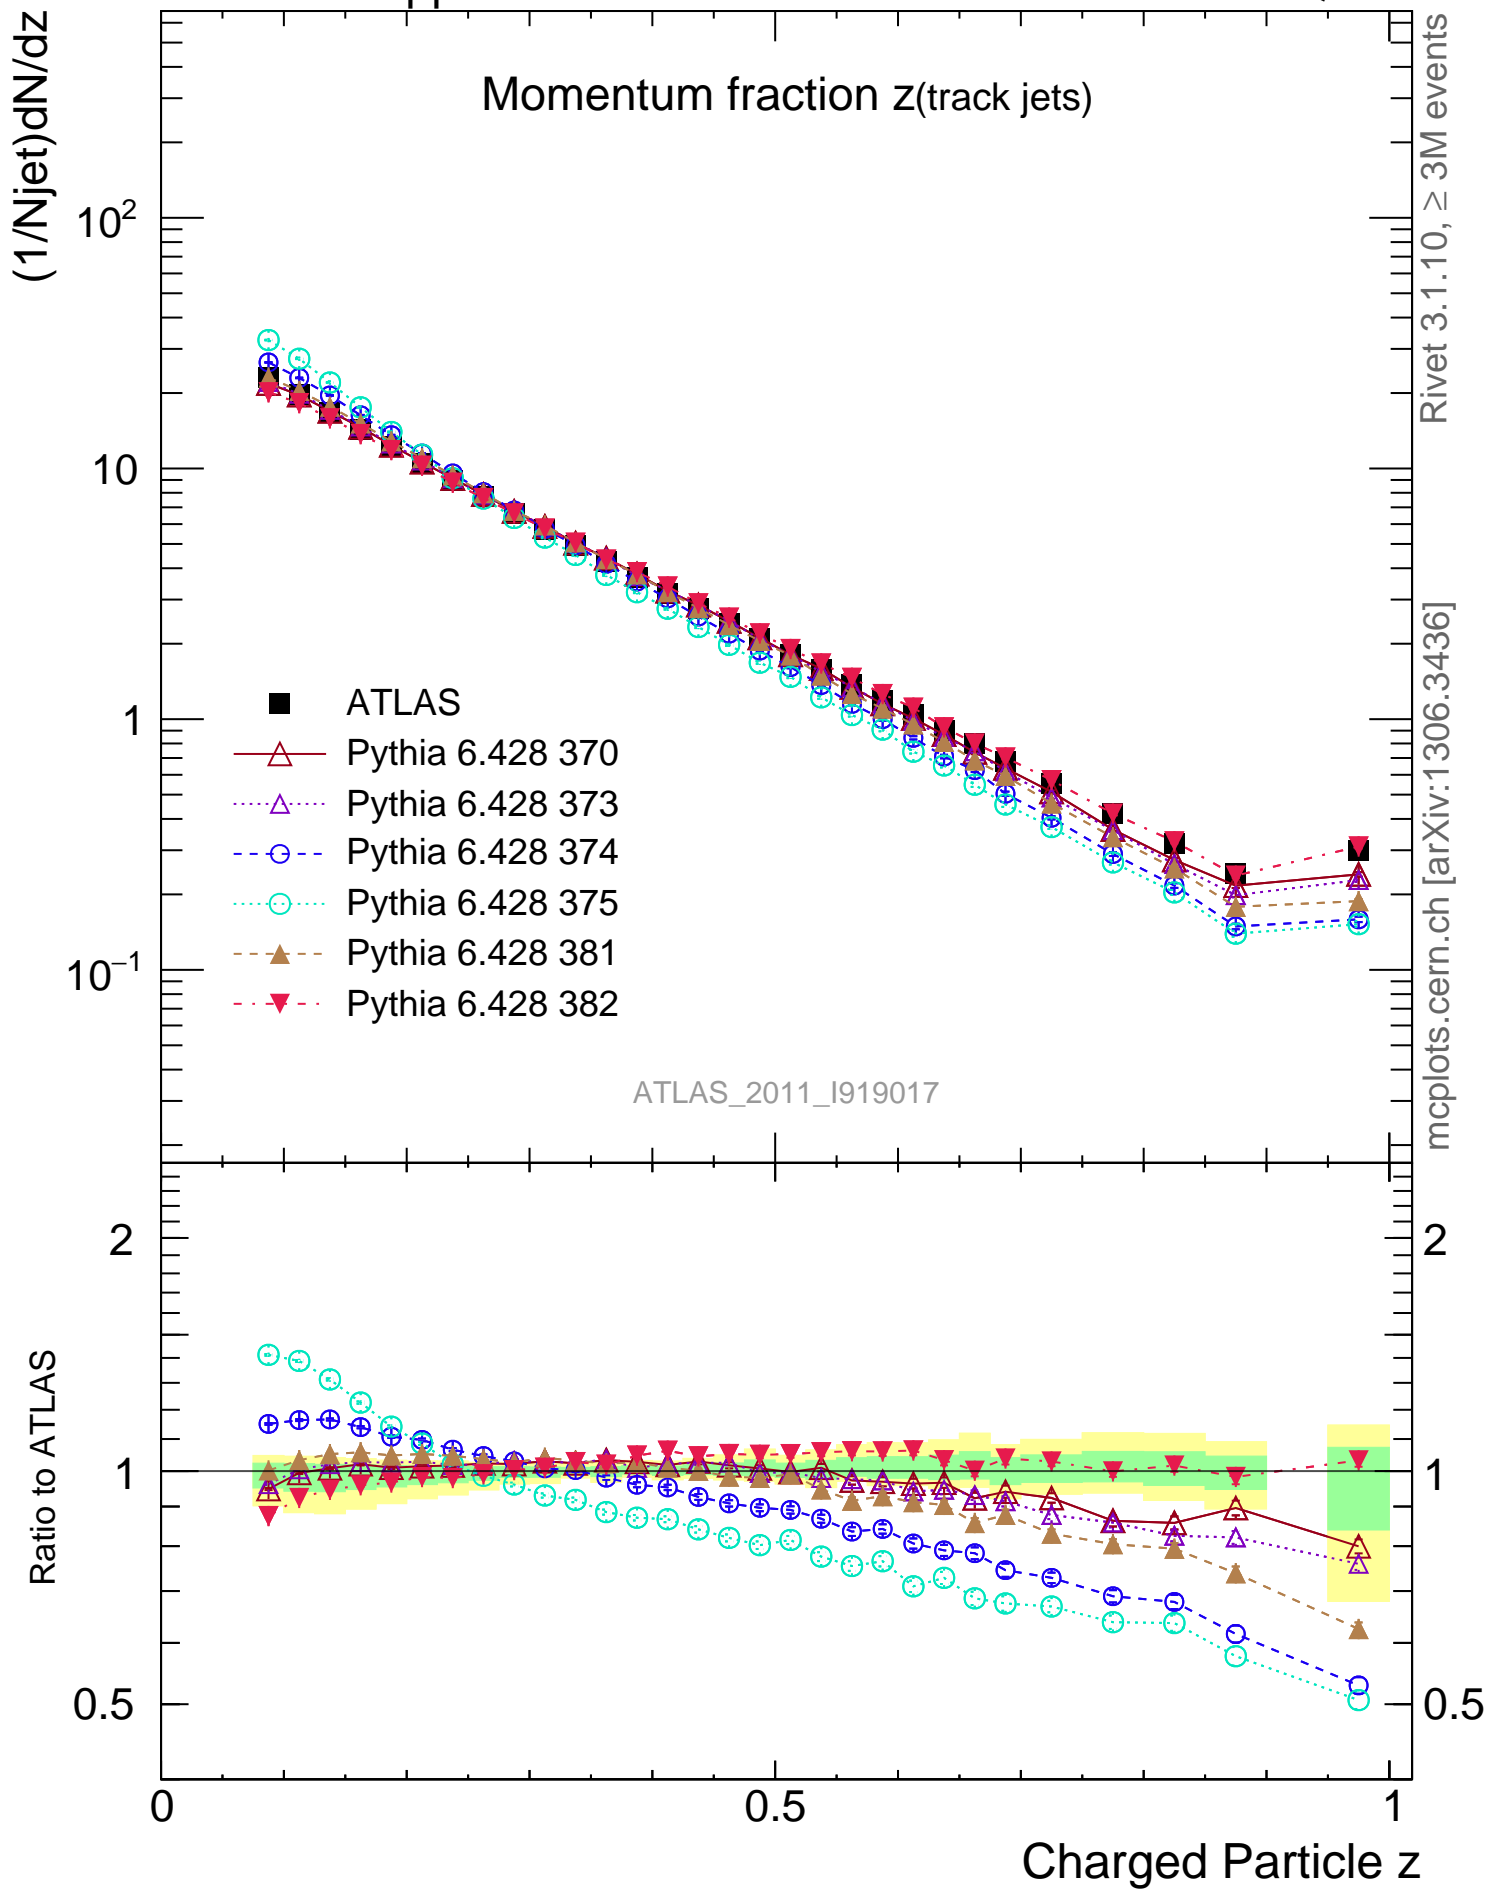 pp
(1/Njet)dN/dz
Momentum fraction z(track jets)
10²
10
1
10⁻¹
ATLAS
Pythia 6.428 370
Pythia 6.428 373
Pythia 6.428 374
Pythia 6.428 375
Pythia 6.428 381
Pythia 6.428 382
ATLAS_2011_I919017
Rivet 3.1.10, ≥ 3M events
mcplots.cern.ch [arXiv:1306.3436]
Ratio to ATLAS
2
1
0.5
2
1
0.5
0
0.5
1
Charged Particle z